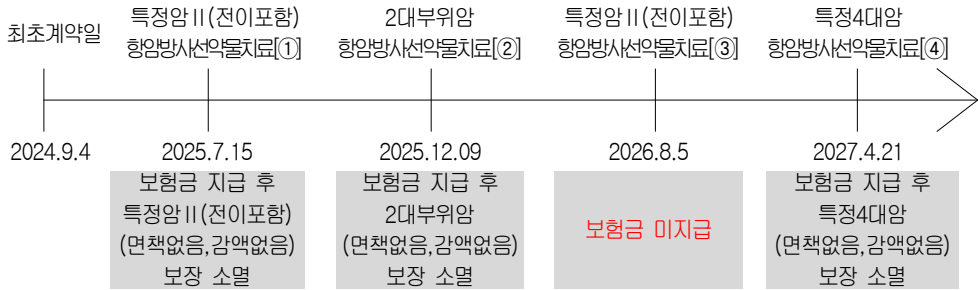 최초계약일
특정암Ⅱ(전이포함)
항암방사선약물치료[①]
2대부위암
항암방사선약물치료[②]
특정암Ⅱ(전이포함)
항암방사선약물치료[③]
특정4대암
항암방사선약물치료[④]
2024.9.4
2025.7.15
2025.12.09
2026.8.5
2027.4.21
보험금 지급 후
특정암Ⅱ(전이포함)
(면책없음,감액없음)
보장 소멸
보험금 지급 후
2대부위암
(면책없음,감액없음)
보장 소멸
보험금 미지급
보험금 지급 후
특정4대암
(면책없음,감액없음)
보장 소멸